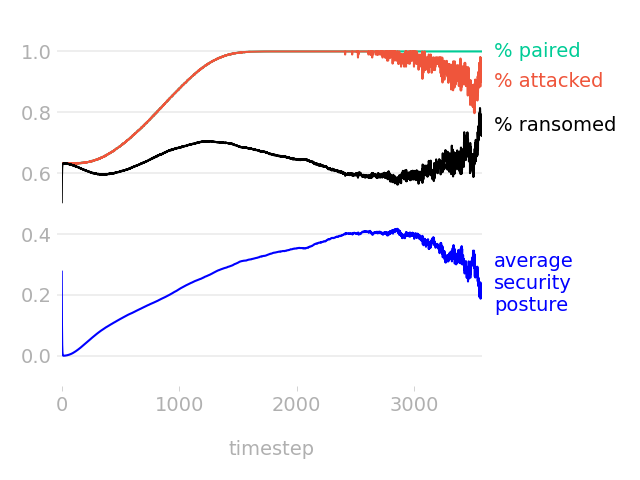 1.0
0.8
0.6
% paired
% attacked
% ransomed
0.4
0.2
0.0
average
security
posture
0
1000
2000
3000
timestep